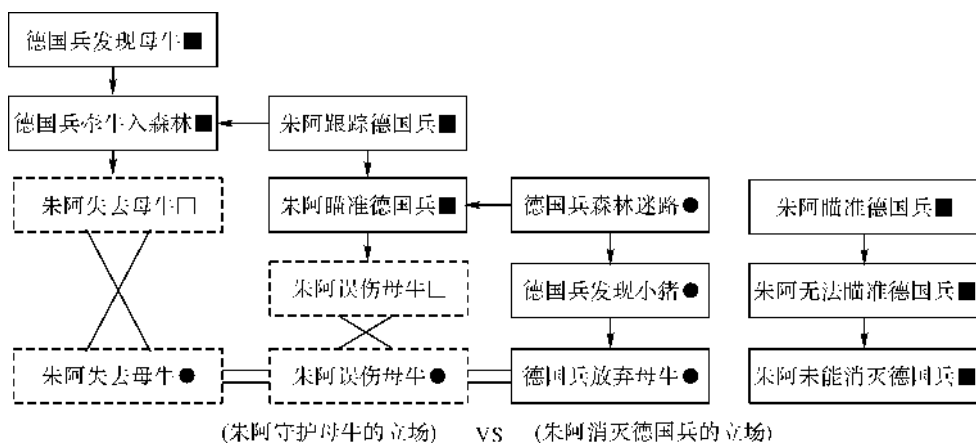 德国兵发现母牛■
德国兵牵牛入森林■
朱阿跟踪德国兵■
朱阿失去母牛□
朱阿瞄准德国兵■
德国兵森林迷路●
朱阿瞄准德国兵■
朱阿误伤母牛□
德国兵发现小猪●
朱阿无法瞄准德国兵■
朱阿失去母牛●
朱阿误伤母牛●
德国兵放弃母牛●
朱阿未能消灭德国兵■
(朱阿守护母牛的立场) VS (朱阿消灭德国兵的立场)